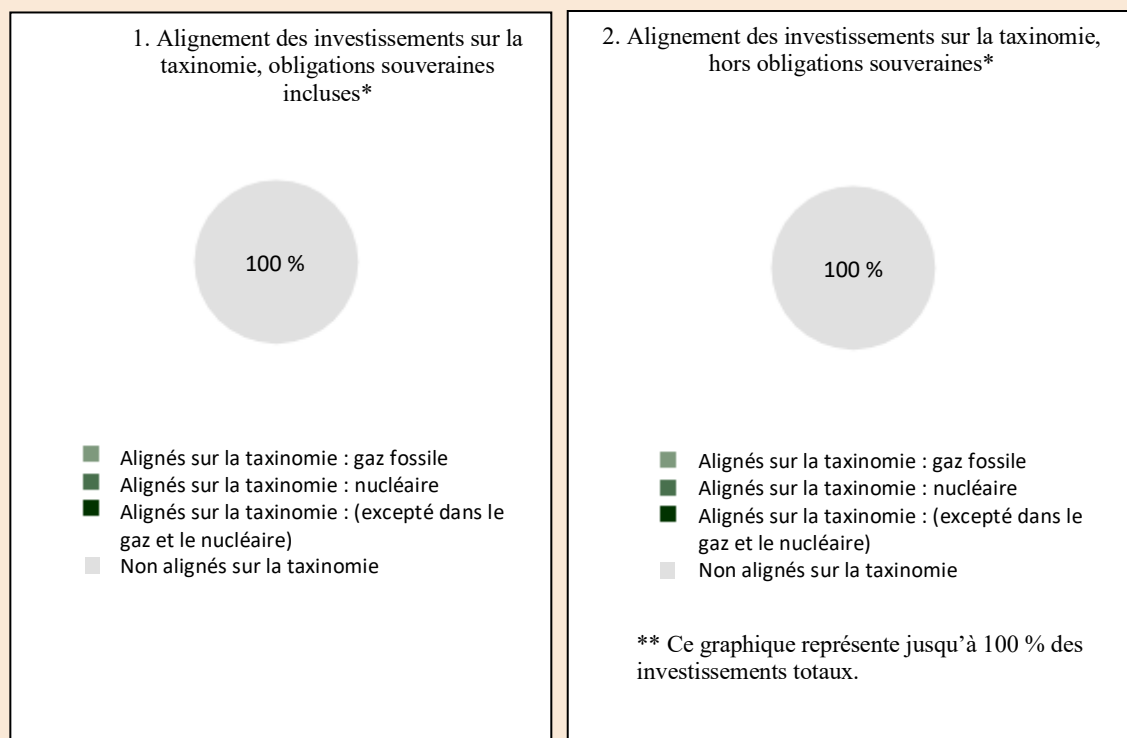 1. Alignement des investissements sur la
taxinomie, obligations souveraines
incluses*
100 %
Alignés sur la taxinomie : gaz fossile
Alignés sur la taxinomie : nucléaire
Alignés sur la taxinomie : (excepté dans le
gaz et le nucléaire)
Non alignés sur la taxinomie
2. Alignement des investissements sur la taxinomie,
hors obligations souveraines*
100 %
Alignés sur la taxinomie : gaz fossile
Alignés sur la taxinomie : nucléaire
Alignés sur la taxinomie : (excepté dans le
gaz et le nucléaire)
Non alignés sur la taxinomie
** Ce graphique représente jusqu’à 100 % des
investissements totaux.